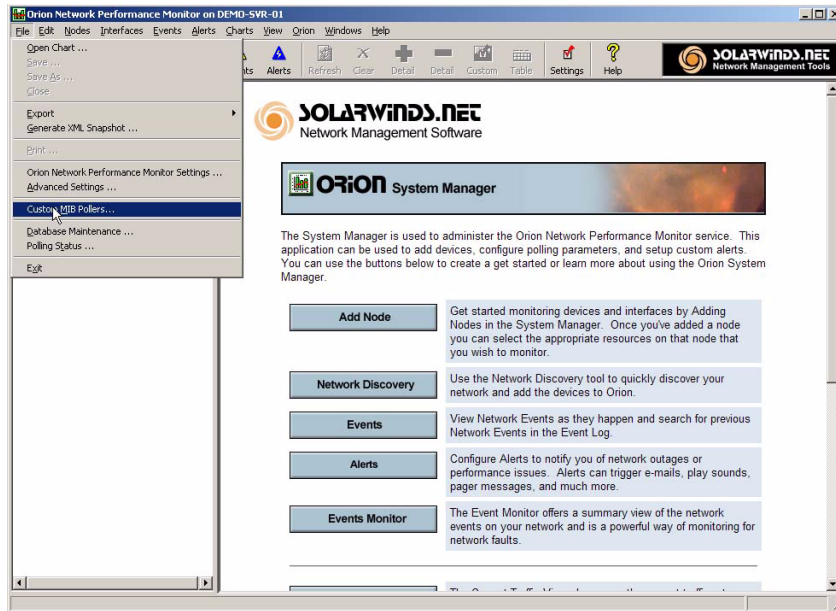 Orion Network Performance Monitor on DEMO-SVR-01
File Edit Nodes Interfaces Events Alerts Charts View Orion Windows Help
Open Chart ...
Save ...
Save As ...
Close
Export
Generate XML Snapshot ...
Print ...
Orion Network Performance Monitor Settings ...
Advanced Settings ...
Custom MIB Pollers...
Database Maintenance ...
Polling Status ...
Exit
Alerts Refresh Clear Detail Detail Custom Table Settings Help
SOLARWINDS.NET
Network Management Tools
SOLARWINDS.NET
Network Management Software
ORION System Manager
The System Manager is used to administer the Orion Network Performance Monitor service. This
application can be used to add devices, configure polling parameters, and setup custom alerts.
You can use the buttons below to create a get started or learn more about using the Orion System
Manager.
Add Node
Get started monitoring devices and interfaces by Adding
Nodes in the System Manager. Once you've added a node
you can select the appropriate resources on that node that
you wish to monitor.
Network Discovery
Use the Network Discovery tool to quickly discover your
network and add the devices to Orion.
Events
View Network Events as they happen and search for previous
Network Events in the Event Log.
Alerts
Configure Alerts to notify you of network outages or
performance issues. Alerts can trigger e-mails, play sounds,
pager messages, and much more.
Events Monitor
The Event Monitor offers a summary view of the network
events on your network and is a powerful way of monitoring for
network faults.